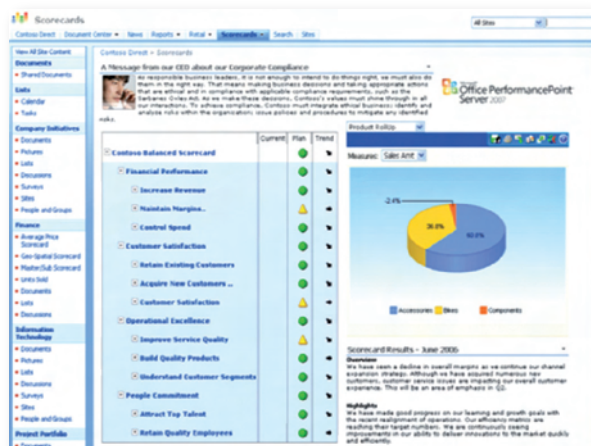 Scorecards
All Sites
Contoso Direct
Document Center
News
Reports
Retail
Scorecards
Search
Sites
View All Site Content
Documents
Shared Documents
Lists
Calendar
Tasks
Company Initiatives
Documents
Pictures
Lists
Discussions
Surveys
Sites
People and Groups
Finance
Average Price
Scorecard
Geo-Spatial Scorecard
Master/Sub Scorecard
Units Sold
Documents
Lists
Discussions
Information
Technology
Documents
Pictures
Lists
Discussions
Surveys
Sites
People and Groups
Project Portfolio
Contoso Direct > Scorecards
A Message from our CEO about our Corporate Compliance
As responsible business leaders, it is not enough to intend to do things right, we must also do
them in the right way. That means making business decisions and taking appropriate actions
that are ethical and in compliance with applicable compliance requirements, such as the
Sarbanes Oxley Act. As we make these decisions, Contoso's values must shine through in all
our interactions. To achieve compliance, Contoso must integrate ethical business; identify and
analyze risks within the organization; issue policies and procedures to mitigate any identified
risks.
Office PerformancePoint
Server 2007
Current Plan Trend
Contoso Balanced Scorecard
Financial Performance
Increase Revenue
Maintain Margins..
Control Spend
Customer Satisfaction
Retain Existing Customers
Acquire New Customers ..
Customer Satisfaction
Operational Excellence
Improve Service Quality
Build Quality Products
Understand Customer Segments
People Commitment
Attract Top Talent
Retain Quality Employees
Product RollUp
Measures: Sales Amt
-2.4%
36.8%
Accessories Bikes Components
Scorecard Results - June 2006
Overview
We have seen a decline in overall margins as we continue our channel
expansion strategy. Although we have acquired numerous new
customers, customer service issues are impacting our overall customer
experience. This will be an area of emphasis in Q2.
Highlights
We have made good progress on our learning and growth goals with
the recent realignment of operations. Our efficiency metrics are
reaching their target numbers. We are continuously seeing
improvements in our ability to deliver innovations to the market quickly
and efficiently.